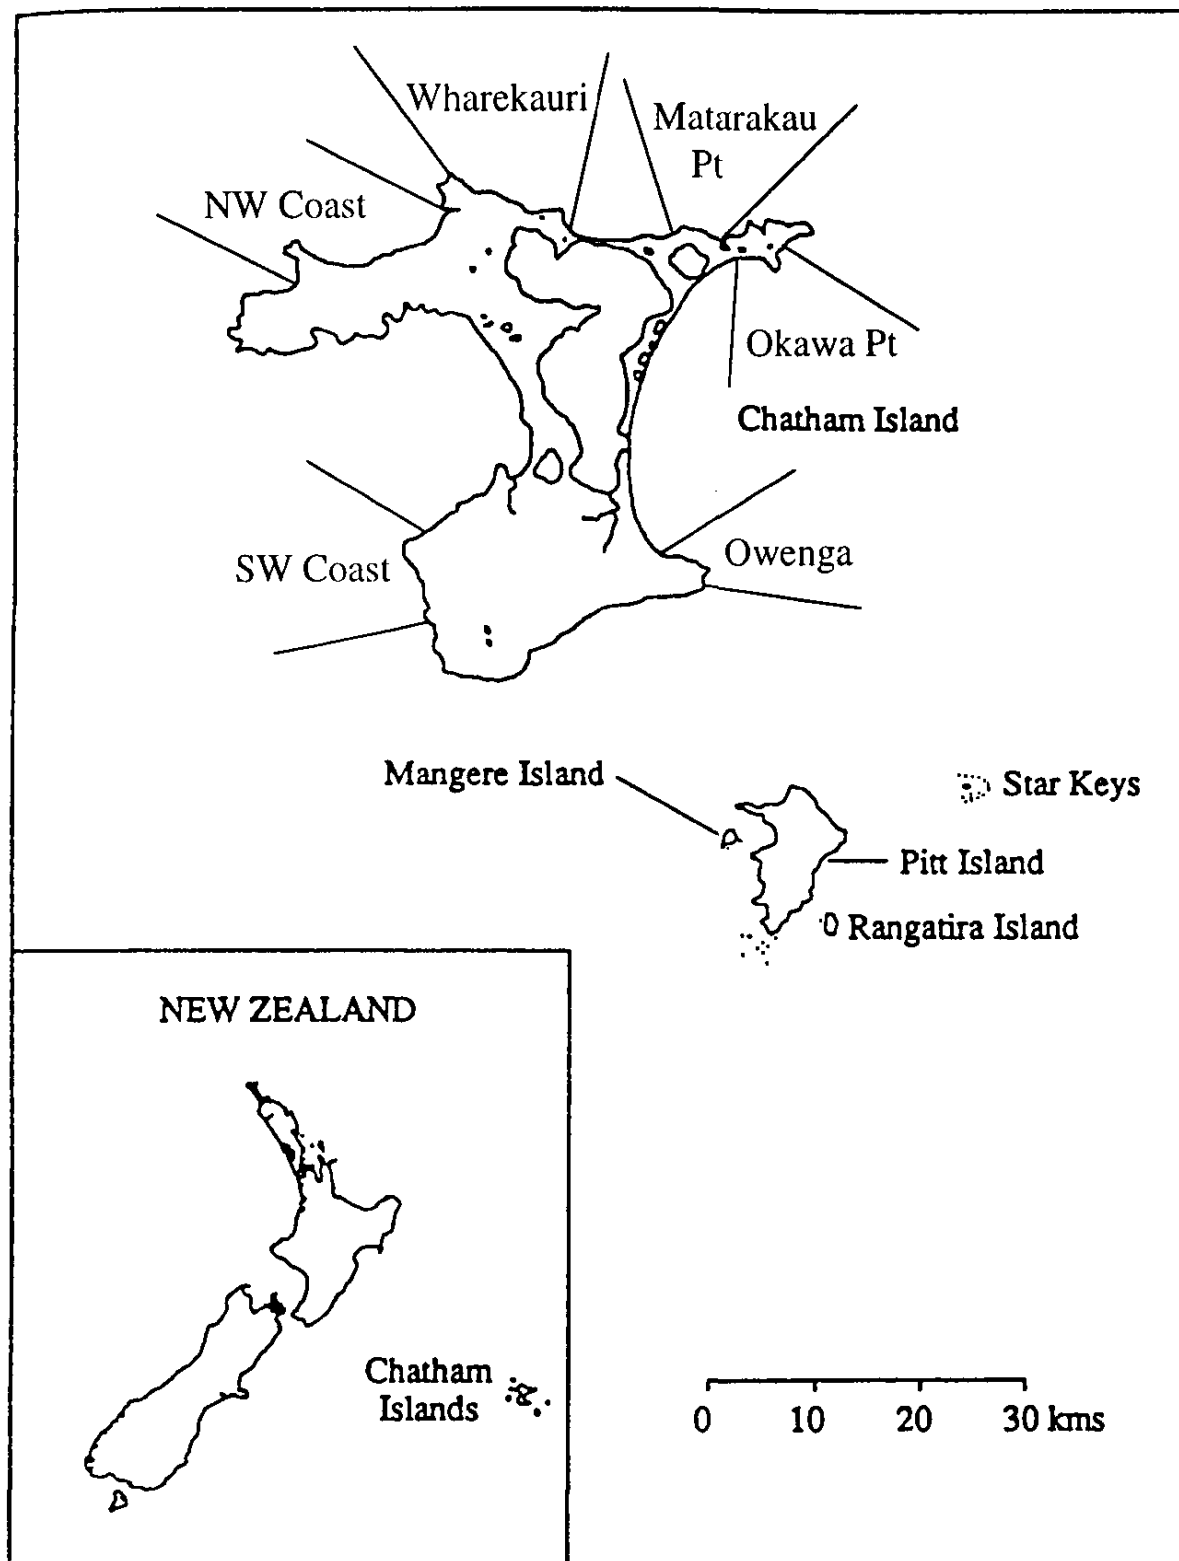 Wharekauri
Matarakau
Pt
NW Coast
Okawa Pt
Chatham Island
SW Coast
Owenga
Mangere Island
Star Keys
Pitt Island
Rangatira Island
NEW ZEALAND
Chatham
Islands
0 10 20 30 kms